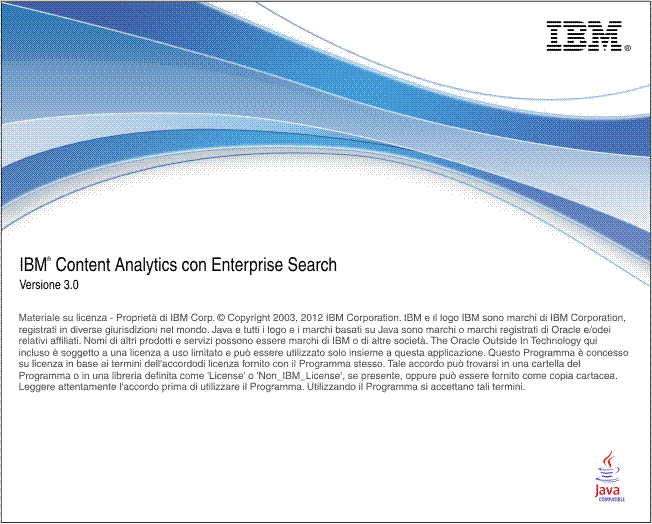 IBM®
IBM® Content Analytics con Enterprise Search
Versione 3.0
Materiale su licenza - Proprietà di IBM Corp. © Copyright 2003, 2012 IBM Corporation. IBM e il logo IBM sono marchi di IBM Corporation,
registrati in diverse giurisdizioni nel mondo. Java e tutti i logo e i marchi basati su Java sono marchi o marchi registrati di Oracle e/odei
relativi affiliati. Nomi di altri prodotti e servizi possono essere marchi di IBM o di altre società. The Oracle Outside In Technology qui
incluso è soggetto a una licenza a uso limitato e può essere utilizzato solo insieme a questa applicazione. Questo Programma è concesso
su licenza in base ai termini dell'accordodi licenza fornito con il Programma stesso. Tale accordo può trovarsi in una cartella del
Programma o in una libreria definita come 'License' o 'Non_IBM_License', se presente, oppure può essere fornito come copia cartacea.
Leggere attentamente l'accordo prima di utilizzare il Programma. Utilizzando il Programma si accettano tali termini.
Java
COMPATIBLE